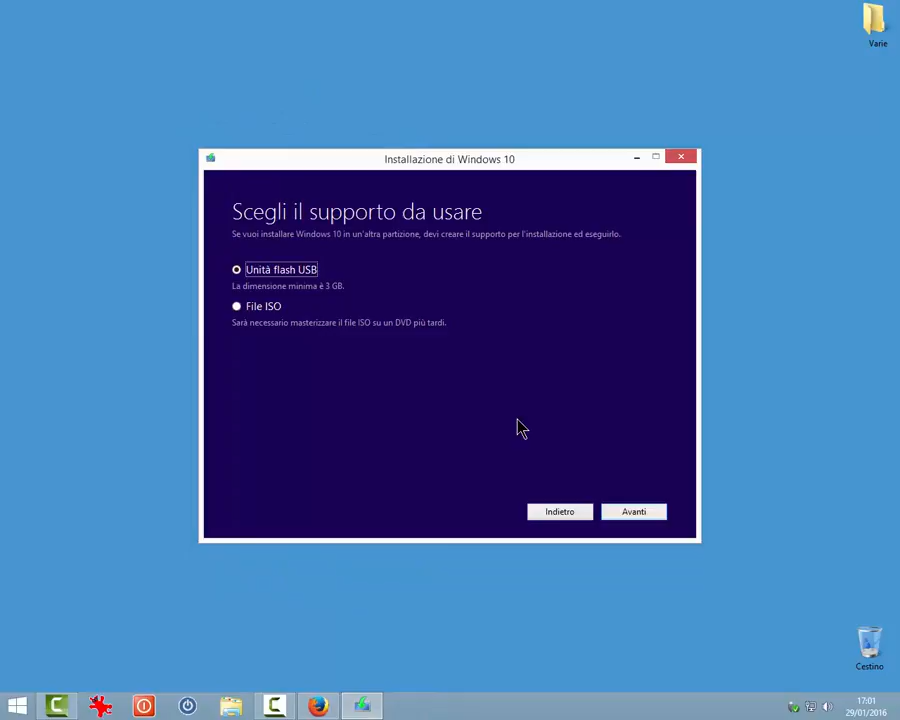 Varie
Installazione di Windows 10
Scegli il supporto da usare
Se vuoi installare Windows 10 in un'altra partizione, devi creare il supporto per l'installazione ed eseguirlo.
Unità flash USB
La dimensione minima è 3 GB.
File ISO
Sarà necessario masterizzare il file ISO su un DVD più tardi.
Indietro
Avanti
Cestino
17:01
29/01/2016